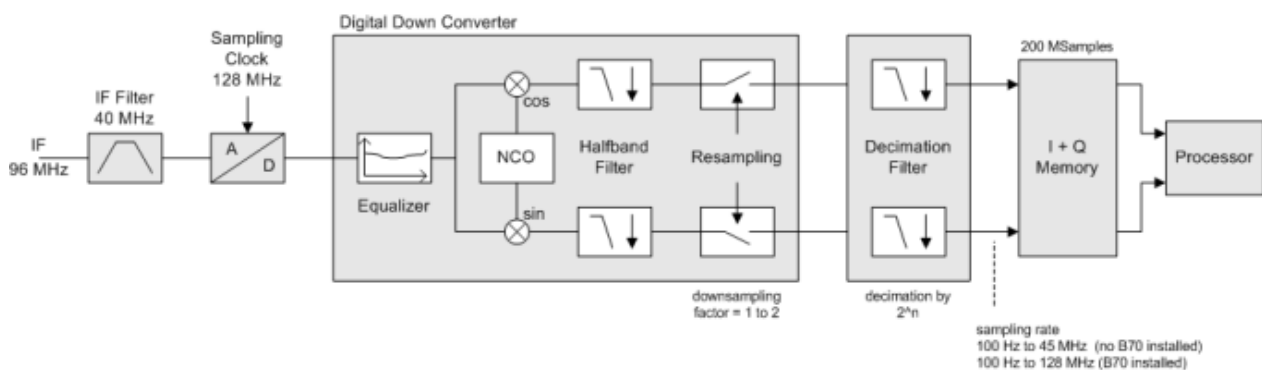 Digital Down Converter
Sampling
Clock
128 MHz
200 MSamples
IF Filter
40 MHz
cos
IF
96 MHz
A
D
NCO
Halfband
Filter
Resampling
Decimation
Filter
I + Q
Memory
Processor
Equalizer
sin
downsampling
factor = 1 to 2
decimation by
2^n
sampling rate
100 Hz to 45 MHz (no B70 installed)
100 Hz to 128 MHz (B70 installed)